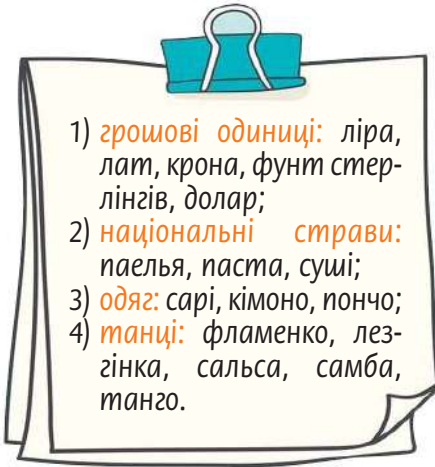 1) грошові одиниці: ліра,
лат, крона, фунт стер-
лінгів, долар;
2) національні страви:
паелья, паста, суші;
3) одяг: сарі, кімоно, пончо;
4) танці: фламенко, лез-
гінка, сальса, самба,
танго.